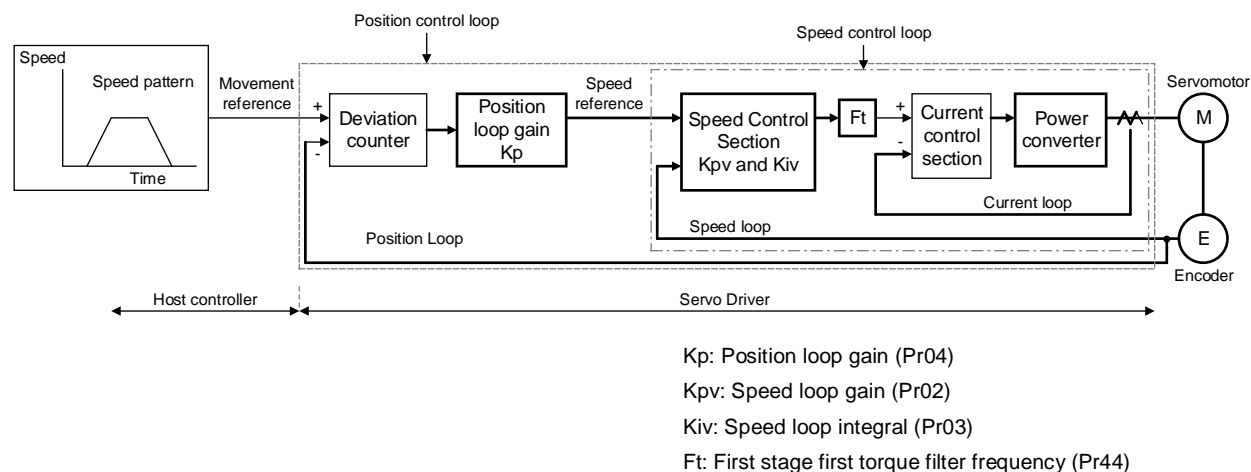 Position control loop
Speed control loop
Speed
Speed pattern
Time
Movement
reference
+
-
Deviation
counter
Position
loop gain
Kp
Speed
reference
Speed Control
Section
Kpv and Kiv
Ft
+
-
Current
control
section
Power
converter
Servomotor
M
Current loop
Speed loop
Position Loop
E
Encoder
Host controller
Servo Driver
Kp: Position loop gain (Pr04)
Kpv: Speed loop gain (Pr02)
Kiv: Speed loop integral (Pr03)
Ft: First stage first torque filter frequency (Pr44)